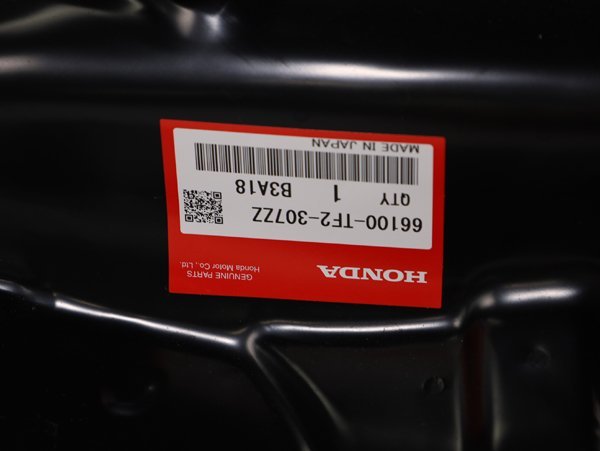 HONDA
GENUINE PARTS
Honda Motor Co., Ltd.
66100-TF2-307ZZ
QTY 1 B3A18
MADE IN JAPAN